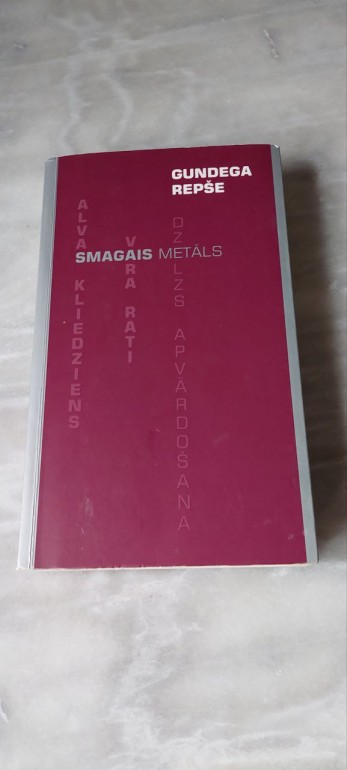 GUNDEGA
REPŠE
SMAGAIS METĀLS
ALVA KLIEDZIENS
VARA RATI
DZELZS APVĀRDOŠANA